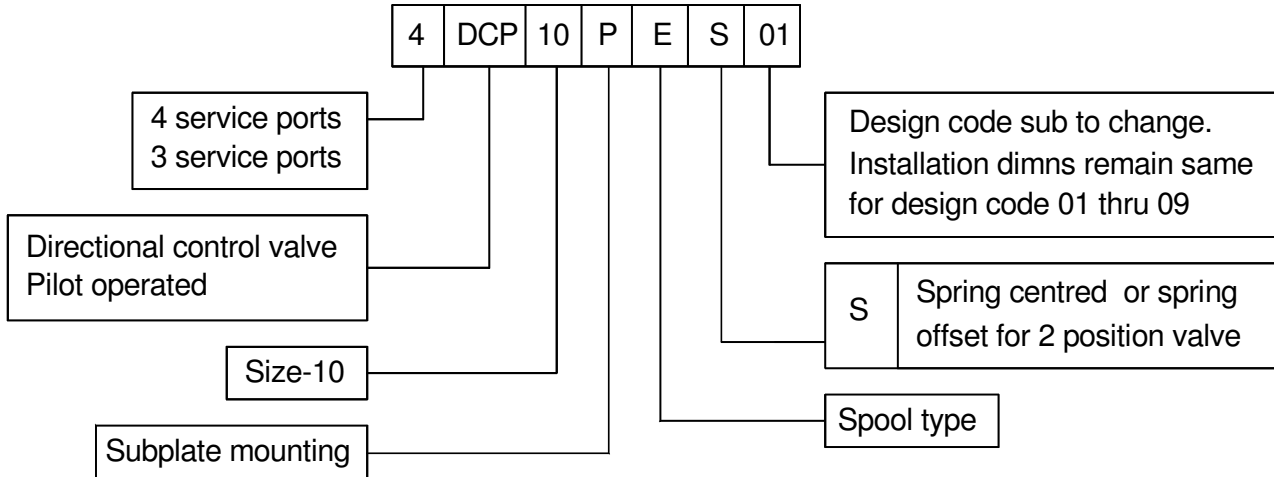 4 DCP 10 P E S 01
4 service ports
3 service ports
Directional control valve
Pilot operated
Size-10
Subplate mounting
Design code sub to change.
Installation dimns remain same
for design code 01 thru 09
S
Spring centred or spring
offset for 2 position valve
Spool type